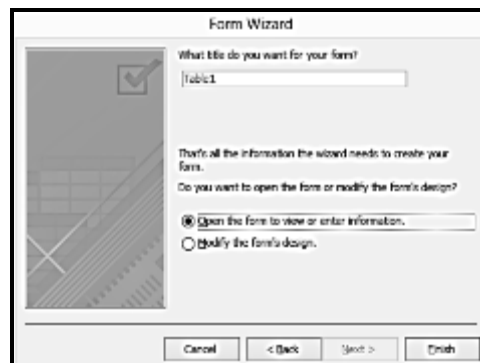 Form Wizard
What title do you want for your form?
Table1
That's all the information the wizard needs to create your
form.
Do you want to open the form or modify the form's design?
Open the form to view or enter information.
Modify the form's design.
Cancel < Back Next > Finish